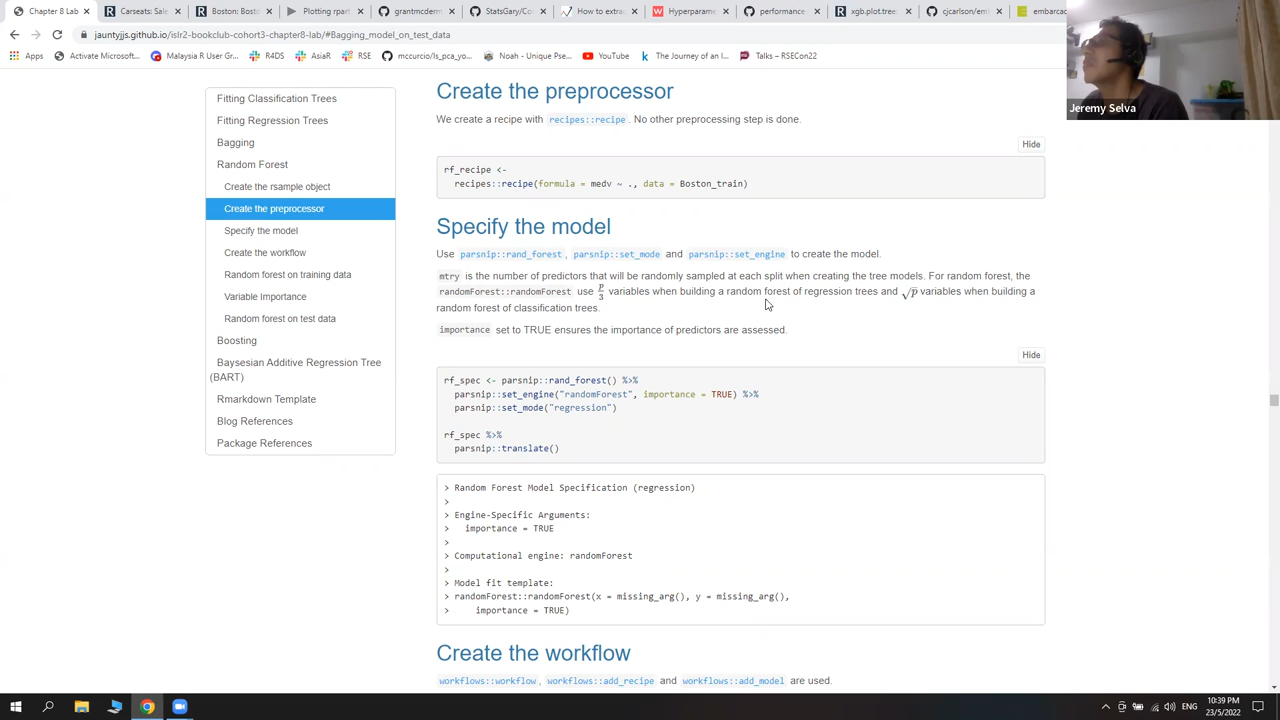 Chapter 8 Lab
Carseats: Sale
Boston: Bosto
Plotting rpart
grantmcderm
StatsGary/Co
How to extrac
Hyperparame
performance
xgb.plot.trees
cjcarlson/em
embarcad
jauntyjjs.github.io/islr2-bookclub-cohort3-chapter8-lab/#Bagging_model_on_test_data
Apps
Activate Microsoft...
Malaysia R User Gr...
R4DS
AsiaR
RSE
mccurcio/Is_pca_yo...
Noah - Unique Pse...
YouTube
The Journey of an I...
Talks – RSECon22
Jeremy Selva
Fitting Classification Trees
Fitting Regression Trees
Bagging
Random Forest
Create the rsample object
Create the preprocessor
Specify the model
Create the workflow
Random forest on training data
Variable Importance
Random forest on test data
Boosting
Baysesian Additive Regression Tree
(BART)
Rmarkdown Template
Blog References
Package References
Create the preprocessor
We create a recipe with recipes::recipe. No other preprocessing step is done.
Hide
rf_recipe <-
recipes::recipe(formula = medv ~ ., data = Boston_train)
Specify the model
Use parsnip::rand_forest, parsnip::set_mode and parsnip::set_engine to create the model.
mtry is the number of predictors that will be randomly sampled at each split when creating the tree models. For random forest, the
randomForest::randomForest use p/3 variables when building a random forest of regression trees and √p variables when building a
random forest of classification trees.
importance set to TRUE ensures the importance of predictors are assessed.
Hide
rf_spec <- parsnip::rand_forest() %>%
parsnip::set_engine("randomForest", importance = TRUE) %>%
parsnip::set_mode("regression")
rf_spec %>%
parsnip::translate()
> Random Forest Model Specification (regression)
>
> Engine-Specific Arguments:
> importance = TRUE
>
> Computational engine: randomForest
>
> Model fit template:
> randomForest::randomForest(x = missing_arg(), y = missing_arg(),
> importance = TRUE)
Create the workflow
workflows::workflow, workflows::add_recipe and workflows::add_model are used.
ENG
10:39 PM
23/5/2022